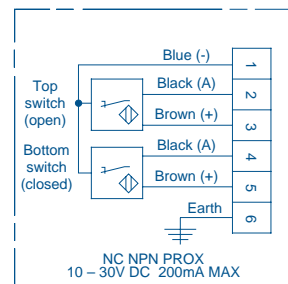 Blue (-)
1
Top
switch
(open)
Black (A)
2
Brown (+)
3
Bottom
switch
(closed)
Black (A)
4
Brown (+)
5
Earth
6
NC NPN PROX
10 – 30V DC 200mA MAX